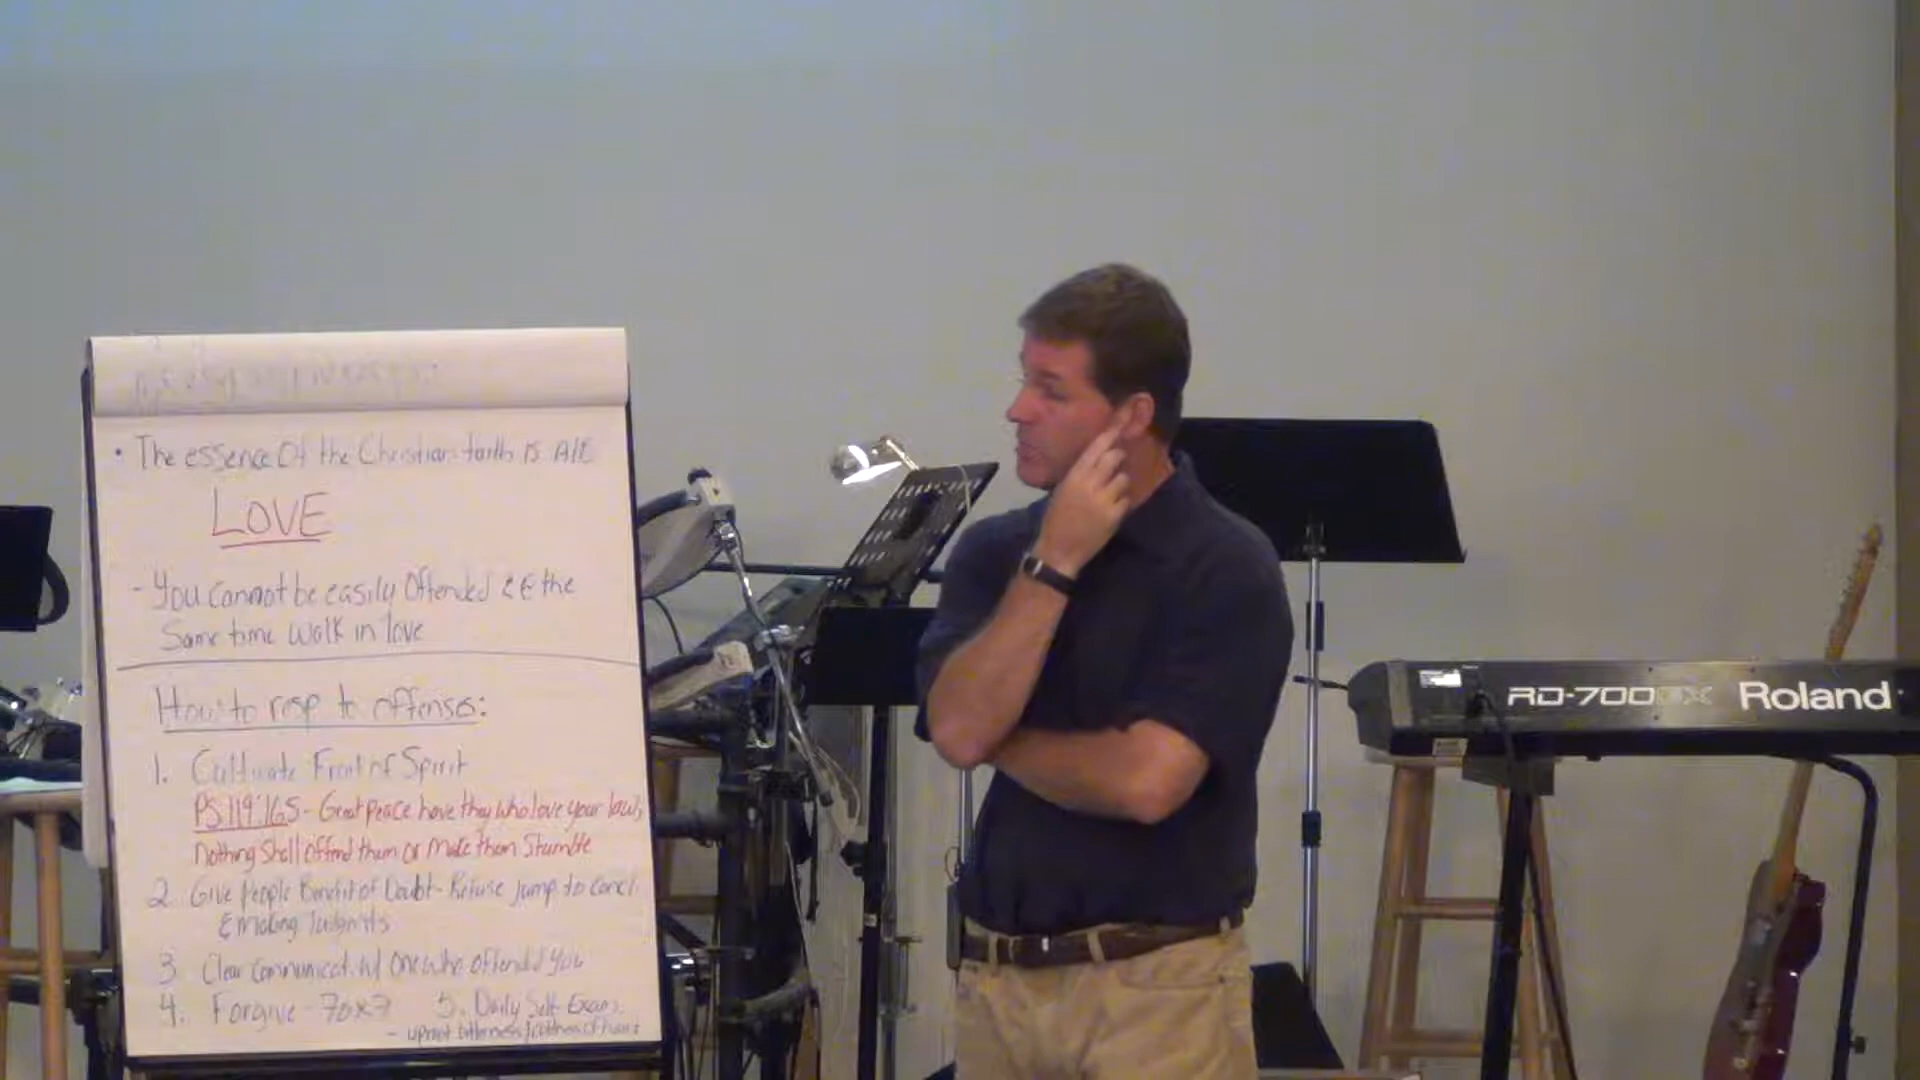 • The essence of the Christian faith is A/E
LOVE
- You cannot be easily offended & @ the
Same time walk in love
How to resp to offense:
1. Cultivate Fruit of Spirit
PS 119:165 - Great peace have they who love your law;
nothing shall offend them or make them stumble
2. Give People Benefit of Doubt - Refuse jump to concl.
& Making Judgmts
3. Clear communicat. w/ one who offended you
4. Forgive - 70x7 5. Daily Self-Exam.
- uproot bitterness/
RD-700GX Roland